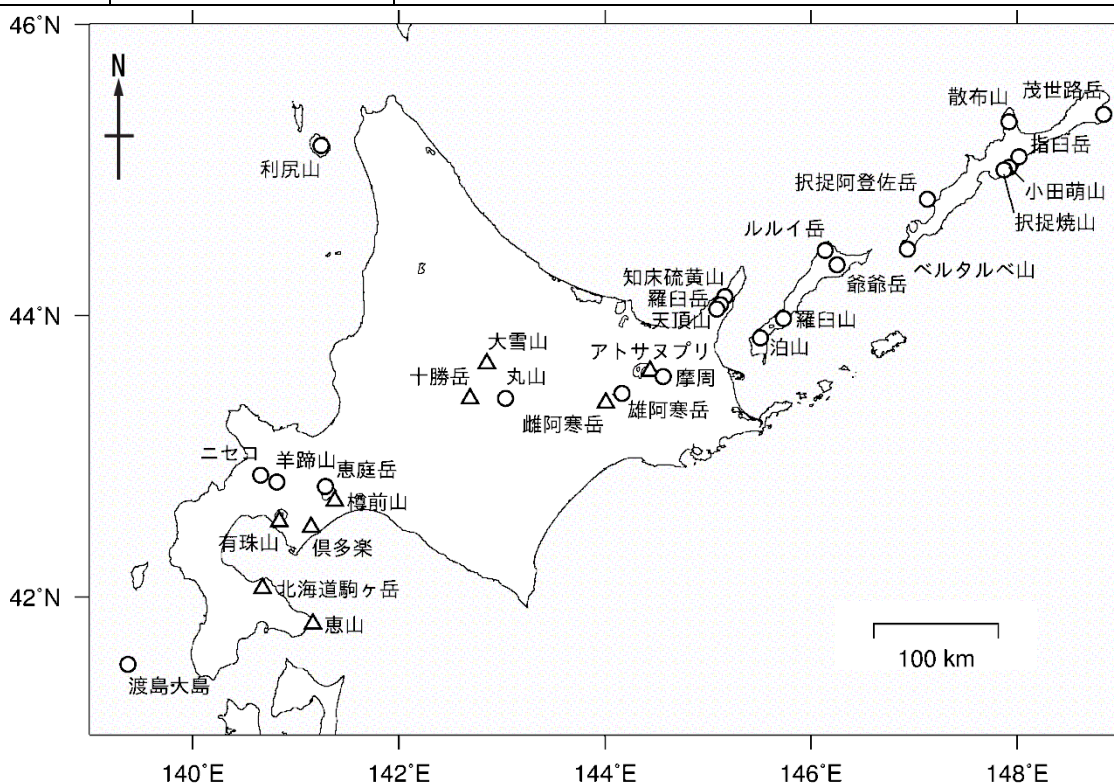 46˚N
N
散布山
茂世路岳
指臼岳
利尻山
択捉阿登佐岳
小田萌山
択捉焼山
ルルイ岳
ベルタルベ山
知床硫黄山
爺爺岳
羅臼岳
44˚N
天頂山
羅臼山
泊山
大雪山
アトサヌプリ
十勝岳
丸山
摩周
雌阿寒岳
雄阿寒岳
ニセコ
羊蹄山
恵庭岳
樽前山
有珠山
倶多楽
42˚N
北海道駒ヶ岳
恵山
100 km
渡島大島
140˚E
142˚E
144˚E
146˚E
148˚E